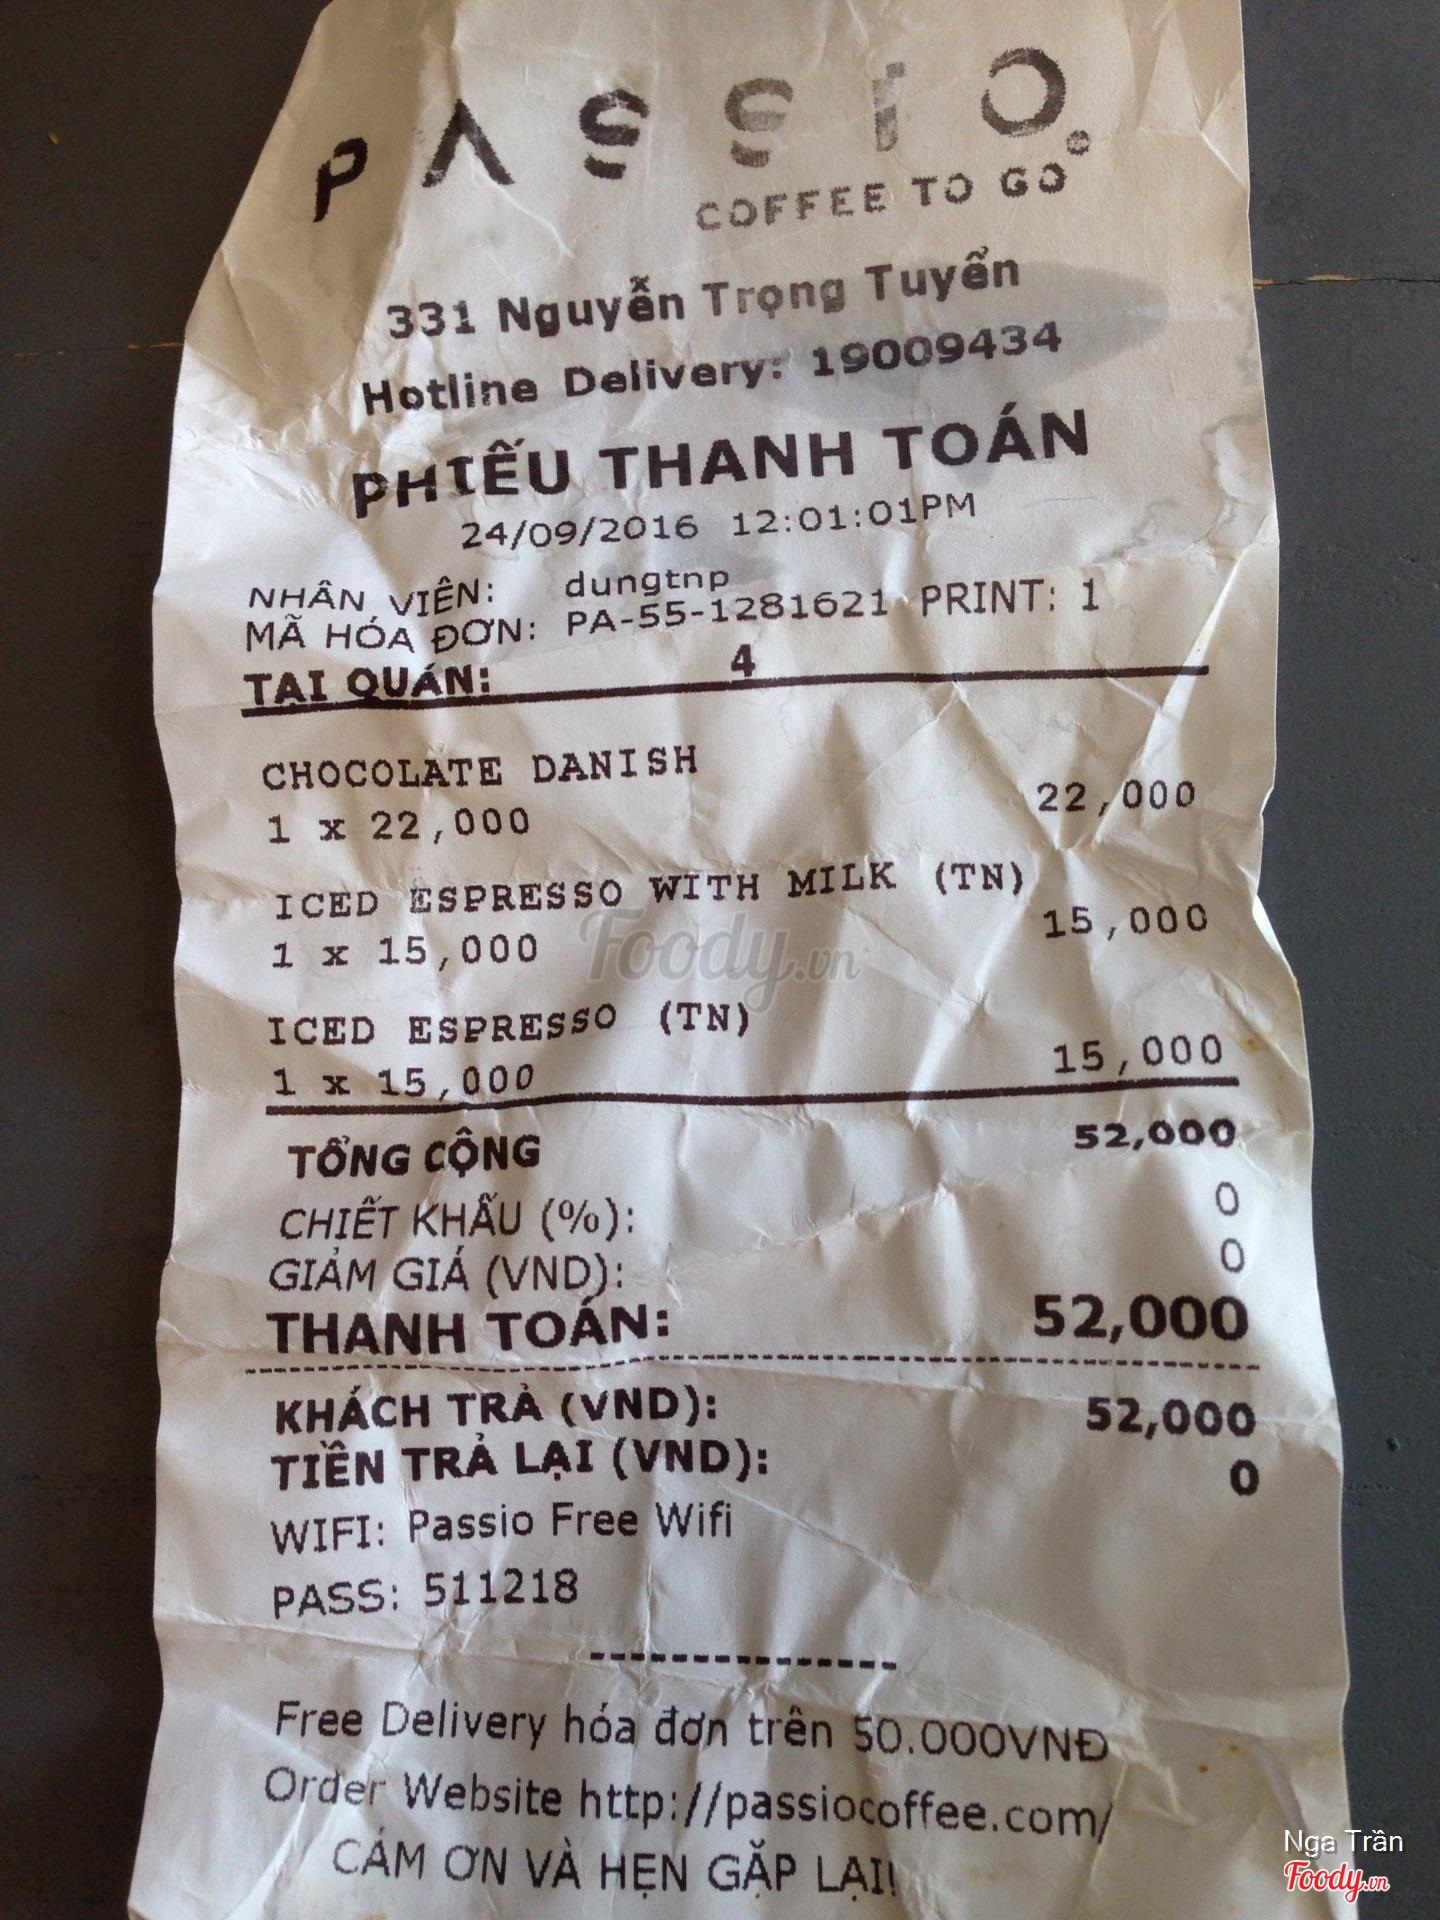 PASSIO
COFFEE TO GO
331 Nguyễn Trọng Tuyển
Hotline Delivery: 19009434
PHIẾU THANH TOÁN
24/09/2016 12:01:01PM
NHÂN VIÊN: dungtnp
MÃ HÓA ĐƠN: PA-55-1281621 PRINT: 1
TẠI QUÁN: 4
CHOCOLATE DANISH
1 x 22,000 22,000
ICED ESPRESSO WITH MILK (TN)
1 x 15,000 15,000
Foody.vn
ICED ESPRESSO (TN)
1 x 15,000 15,000
TỔNG CỘNG 52,000
CHIẾT KHẤU (%): 0
GIẢM GIÁ (VND): 0
THANH TOÁN: 52,000
KHÁCH TRẢ (VND): 52,000
TIỀN TRẢ LẠI (VND): 0
WIFI: Passio Free Wifi
PASS: 511218
Free Delivery hóa đơn trên 50.000VNĐ
Order Website http://passiocoffee.com/
CÁM ƠN VÀ HẸN GẶP LẠI!
Nga Trần
Foody.vn